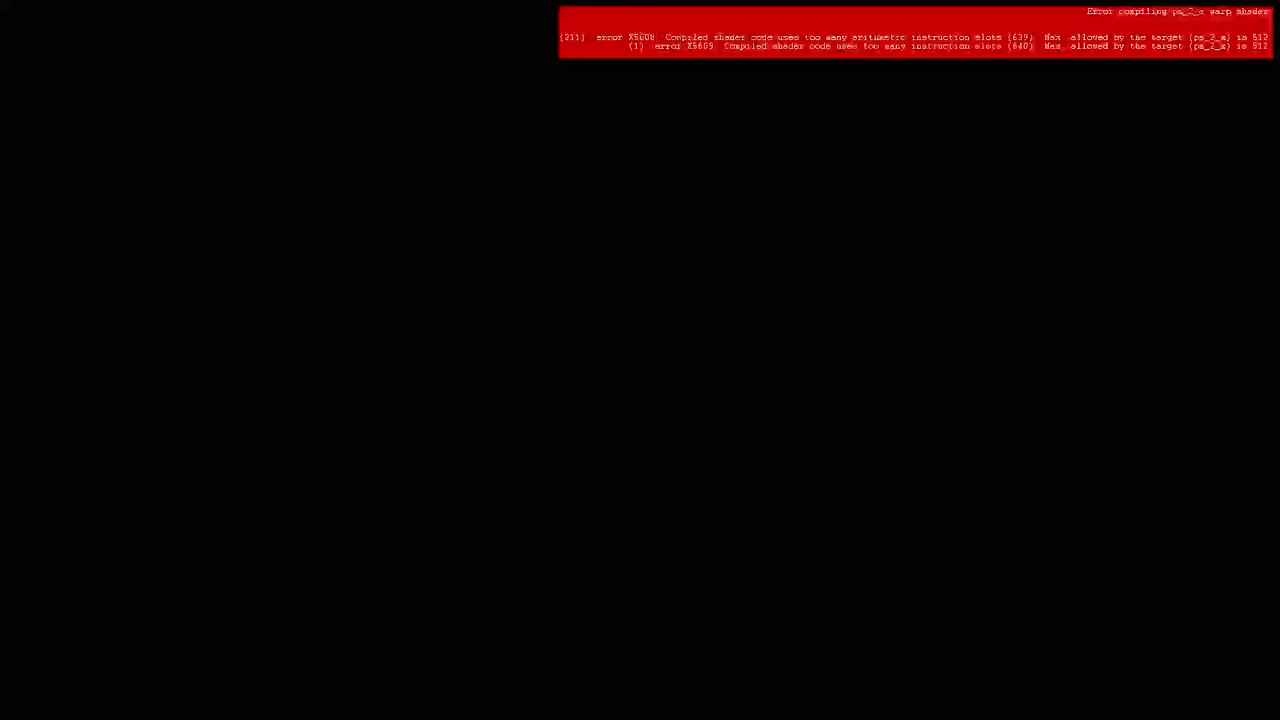 Error compiling ps_2_x warp shader
(211) error X5608 Compiled shader code uses too many arithmetic instruction slots (639) Max allowed by the target (ps_2_x) is 512
(1) error X5609 Compiled shader code uses too many instruction slots (640) Max allowed by the target (ps_2_x) is 512